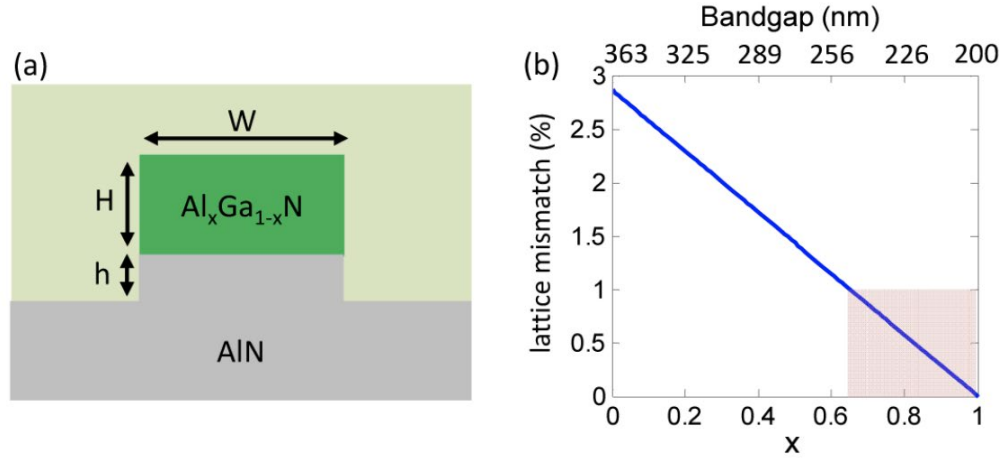 (a)
W
H
AlxGa1-xN
h
AlN
Bandgap (nm)
363 325 289 256 226 200
(b)
3
2.5
2
1.5
1
0.5
0
lattice mismatch (%)
0 0.2 0.4 0.6 0.8 1
x